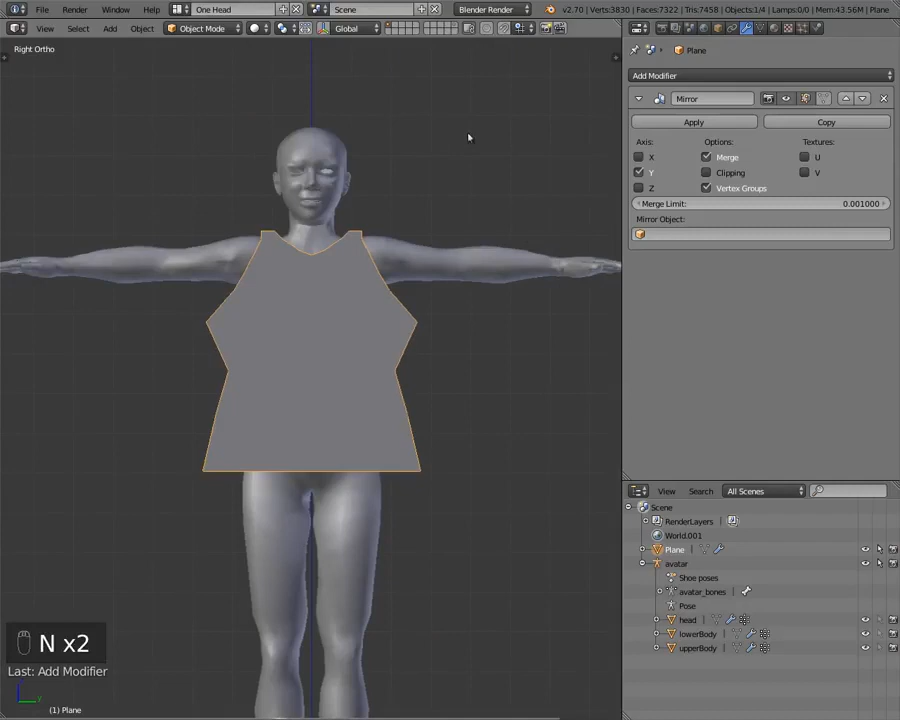 File Render Window Help One Head Scene Blender Render v2.70 | Verts:3830 | Faces:7322 | Tris:7458 | Objects:1/4 | Lamps:0/0 | Mem:43.56M | Plane
View Select Add Object Object Mode Global
Right Ortho
Plane
Add Modifier
Mirror
Apply Copy
Axis: Options: Textures:
X Merge U
Y Clipping V
Z Vertex Groups
Merge Limit: 0.001000
Mirror Object:
N x2
Last: Add Modifier
y
(1) Plane
View Search All Scenes
Scene
RenderLayers
World.001
Plane
avatar
Shoe poses
avatar_bones
Pose
head
lowerBody
upperBody